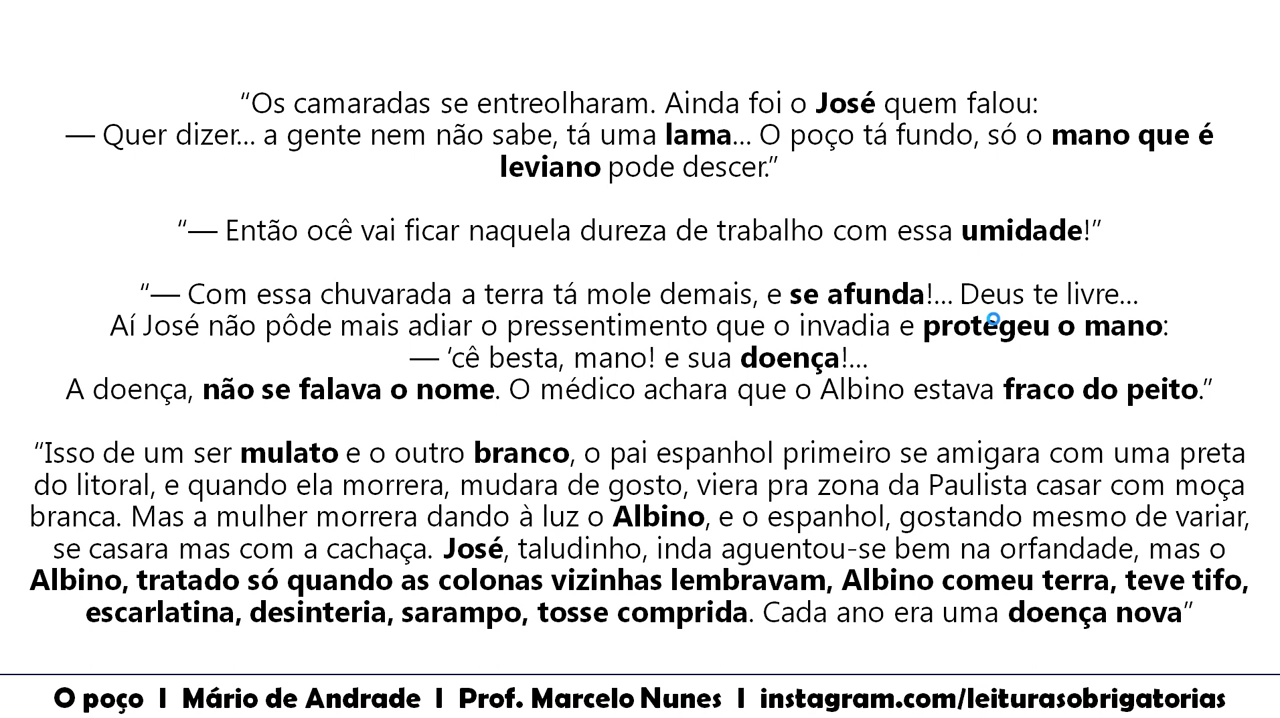 “Os camaradas se entreolharam. Ainda foi o José quem falou:
— Quer dizer... a gente nem não sabe, tá uma lama... O poço tá fundo, só o mano que é
leviano pode descer.”
“— Então ocê vai ficar naquela dureza de trabalho com essa umidade!”
“— Com essa chuvarada a terra tá mole demais, e se afunda!... Deus te livre...
Aí José não pôde mais adiar o pressentimento que o invadia e protegeu o mano:
— ‘cê besta, mano! e sua doença!...
A doença, não se falava o nome. O médico achara que o Albino estava fraco do peito.”
“Isso de um ser mulato e o outro branco, o pai espanhol primeiro se amigara com uma preta
do litoral, e quando ela morrera, mudara de gosto, viera pra zona da Paulista casar com moça
branca. Mas a mulher morrera dando à luz o Albino, e o espanhol, gostando mesmo de variar,
se casara mas com a cachaça. José, taludinho, inda aguentou-se bem na orfandade, mas o
Albino, tratado só quando as colonas vizinhas lembravam, Albino comeu terra, teve tifo,
escarlatina, desinteria, sarampo, tosse comprida. Cada ano era uma doença nova”
O poço I Mário de Andrade I Prof. Marcelo Nunes I instagram.com/leiturasobrigatorias